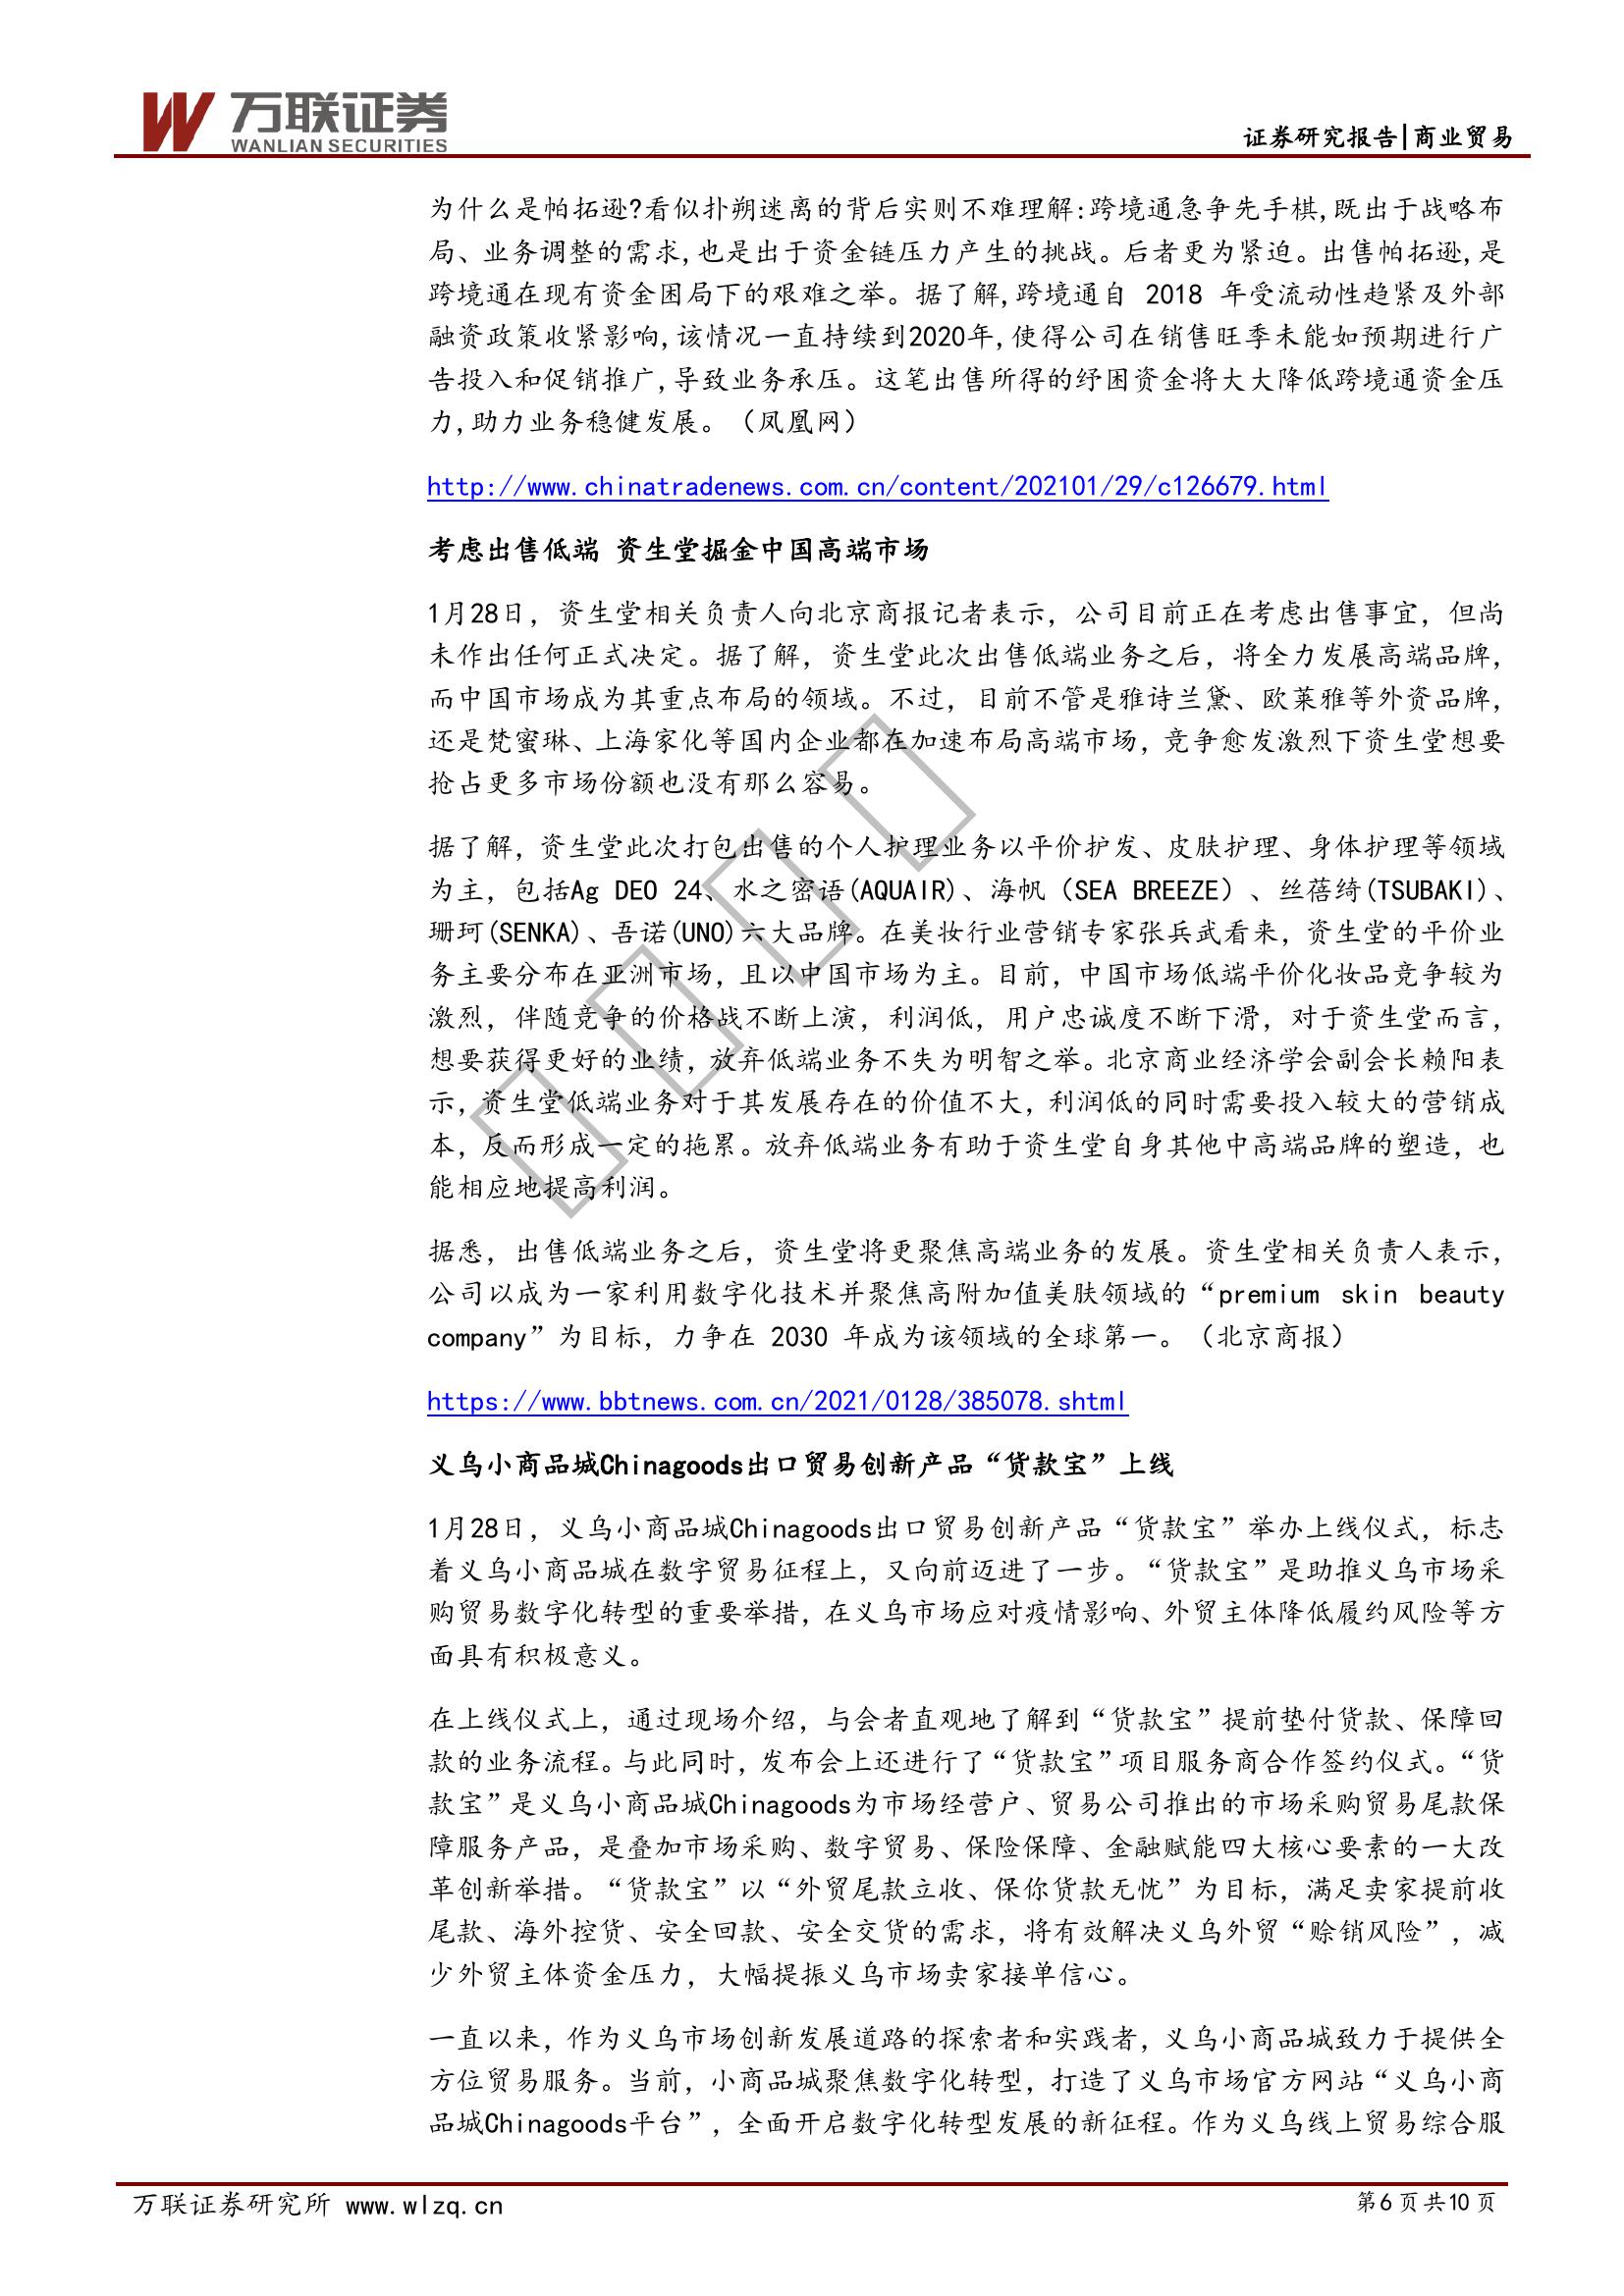 万联证券
WANLIAN SECURITIES
证券研究报告|商业贸易
为什么是帕拓逊?看似扑朔迷离的背后实则不难理解:跨境通急争先手棋,既出于战略布
局、业务调整的需求,也是出于资金链压力产生的挑战。后者更为紧迫。出售帕拓逊,是
跨境通在现有资金困局下的艰难之举。据了解,跨境通自 2018 年受流动性趋紧及外部
融资政策收紧影响,该情况一直持续到2020年,使得公司在销售旺季未能如预期进行广
告投入和促销推广,导致业务承压。这笔出售所得的纾困资金将大大降低跨境通资金压
力,助力业务稳健发展。（凤凰网）
http://www.chinatradenews.com.cn/content/202101/29/c126679.html
考虑出售低端 资生堂掘金中国高端市场
1月28日，资生堂相关负责人向北京商报记者表示，公司目前正在考虑出售事宜，但尚
未作出任何正式决定。据了解，资生堂此次出售低端业务之后，将全力发展高端品牌，
而中国市场成为其重点布局的领域。不过，目前不管是雅诗兰黛、欧莱雅等外资品牌，
还是梵蜜琳、上海家化等国内企业都在加速布局高端市场，竞争愈发激烈下资生堂想要
抢占更多市场份额也没有那么容易。
据了解，资生堂此次打包出售的个人护理业务以平价护发、皮肤护理、身体护理等领域
为主，包括Ag DEO 24、水之密语(AQUAIR)、海帆（SEA BREEZE）、丝蓓绮(TSUBAKI)、
珊珂(SENKA)、吾诺(UNO)六大品牌。在美妆行业营销专家张兵武看来，资生堂的平价业
务主要分布在亚洲市场，且以中国市场为主。目前，中国市场低端平价化妆品竞争较为
激烈，伴随竞争的价格战不断上演，利润低，用户忠诚度不断下滑，对于资生堂而言，
想要获得更好的业绩，放弃低端业务不失为明智之举。北京商业经济学会副会长赖阳表
示，资生堂低端业务对于其发展存在的价值不大，利润低的同时需要投入较大的营销成
本，反而形成一定的拖累。放弃低端业务有助于资生堂自身其他中高端品牌的塑造，也
能相应地提高利润。
据悉，出售低端业务之后，资生堂将更聚焦高端业务的发展。资生堂相关负责人表示，
公司以成为一家利用数字化技术并聚焦高附加值美肤领域的“premium skin beauty
company”为目标，力争在 2030 年成为该领域的全球第一。（北京商报）
https://www.bbtnews.com.cn/2021/0128/385078.shtml
义乌小商品城Chinagoods出口贸易创新产品“货款宝”上线
1月28日，义乌小商品城Chinagoods出口贸易创新产品“货款宝”举办上线仪式，标志
着义乌小商品城在数字贸易征程上，又向前迈进了一步。“货款宝”是助推义乌市场采
购贸易数字化转型的重要举措，在义乌市场应对疫情影响、外贸主体降低履约风险等方
面具有积极意义。
在上线仪式上，通过现场介绍，与会者直观地了解到“货款宝”提前垫付货款、保障回
款的业务流程。与此同时，发布会上还进行了“货款宝”项目服务商合作签约仪式。“货
款宝”是义乌小商品城Chinagoods为市场经营户、贸易公司推出的市场采购贸易尾款保
障服务产品，是叠加市场采购、数字贸易、保险保障、金融赋能四大核心要素的一大改
革创新举措。“货款宝”以“外贸尾款立收、保你货款无忧”为目标，满足卖家提前收
尾款、海外控货、安全回款、安全交货的需求，将有效解决义乌外贸“赊销风险”，减
少外贸主体资金压力，大幅提振义乌市场卖家接单信心。
一直以来，作为义乌市场创新发展道路的探索者和实践者，义乌小商品城致力于提供全
方位贸易服务。当前，小商品城聚焦数字化转型，打造了义乌市场官方网站“义乌小商
品城Chinagoods平台”，全面开启数字化转型发展的新征程。作为义乌线上贸易综合服
万联证券研究所 www.wlzq.cn
第6页共10页